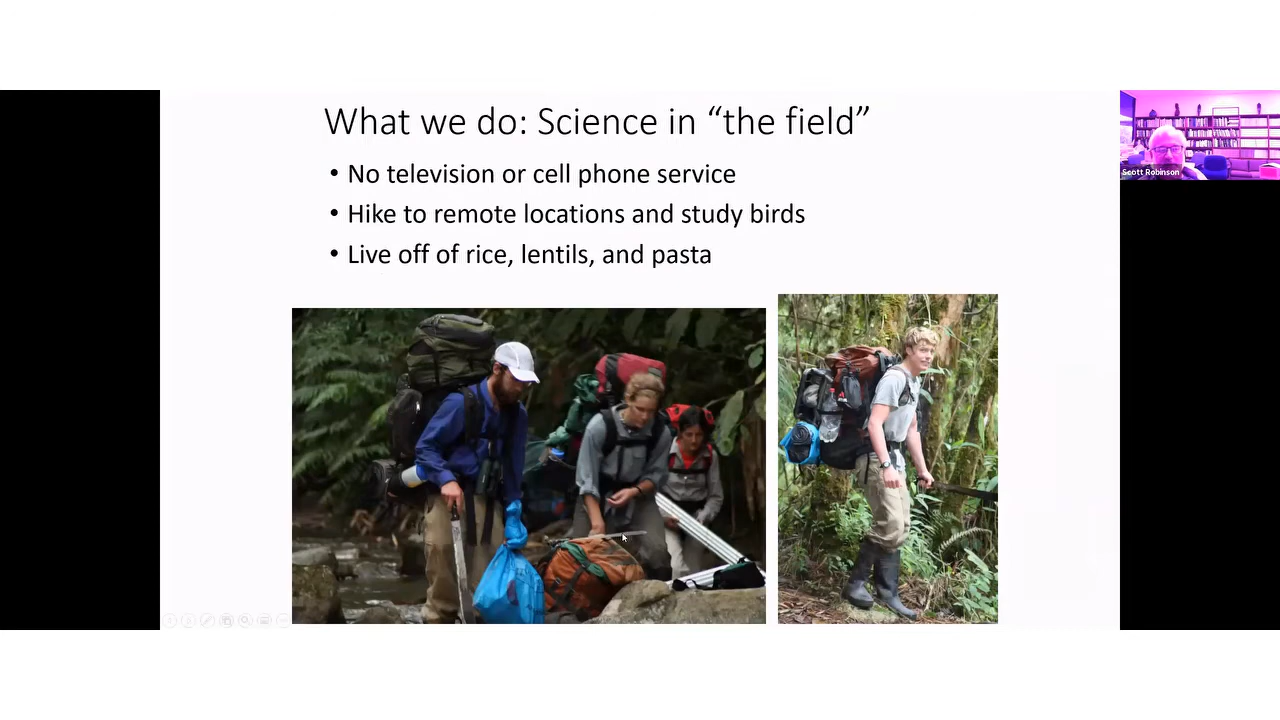 What we do: Science in “the field”
• No television or cell phone service
• Hike to remote locations and study birds
• Live off of rice, lentils, and pasta
Scott Robinson